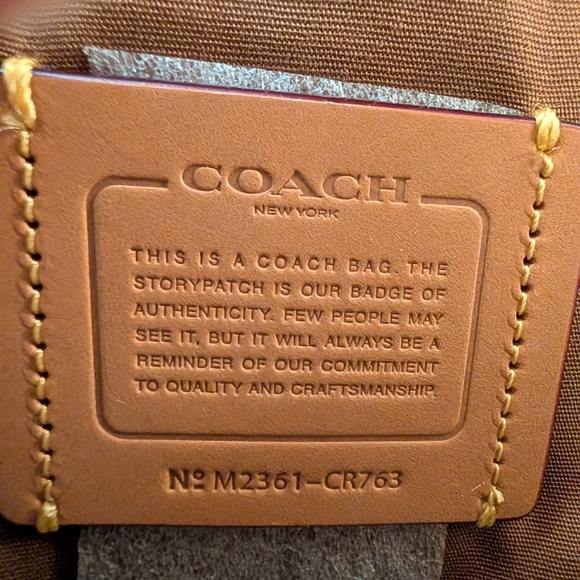 COACH
NEW YORK
THIS IS A COACH BAG. THE
STORYPATCH IS OUR BADGE OF
AUTHENTICITY. FEW PEOPLE MAY
SEE IT, BUT IT WILL ALWAYS BE A
REMINDER OF OUR COMMITMENT
TO QUALITY AND CRAFTSMANSHIP.
Nº M2361-CR763